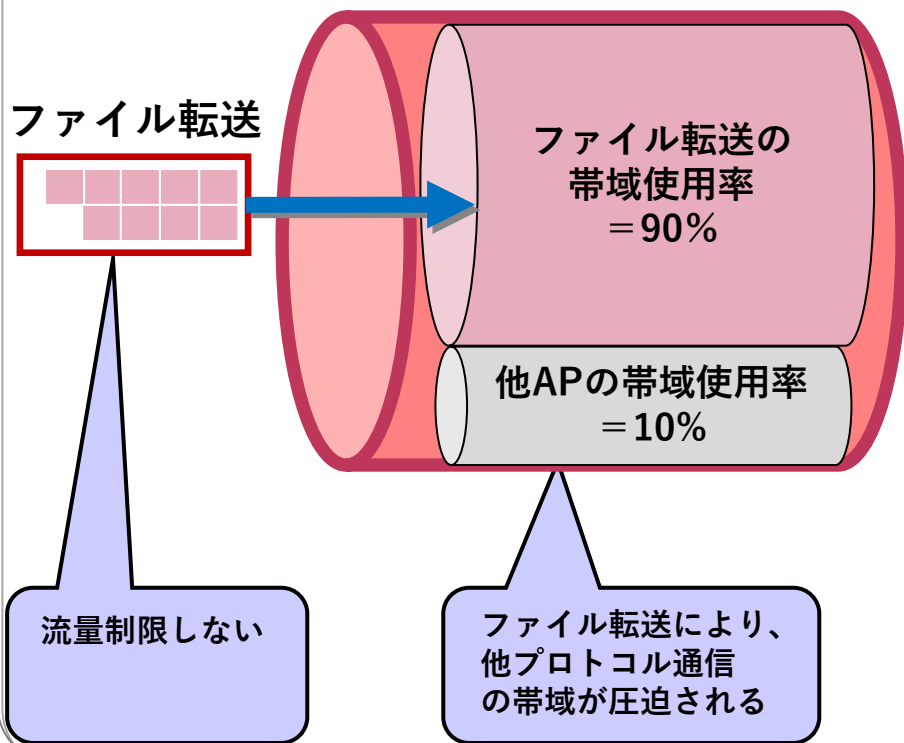 ファイル転送
ファイル転送の
帯域使用率
＝90%
他APの帯域使用率
＝10%
流量制限しない
ファイル転送により、
他プロトコル通信
の帯域が圧迫される